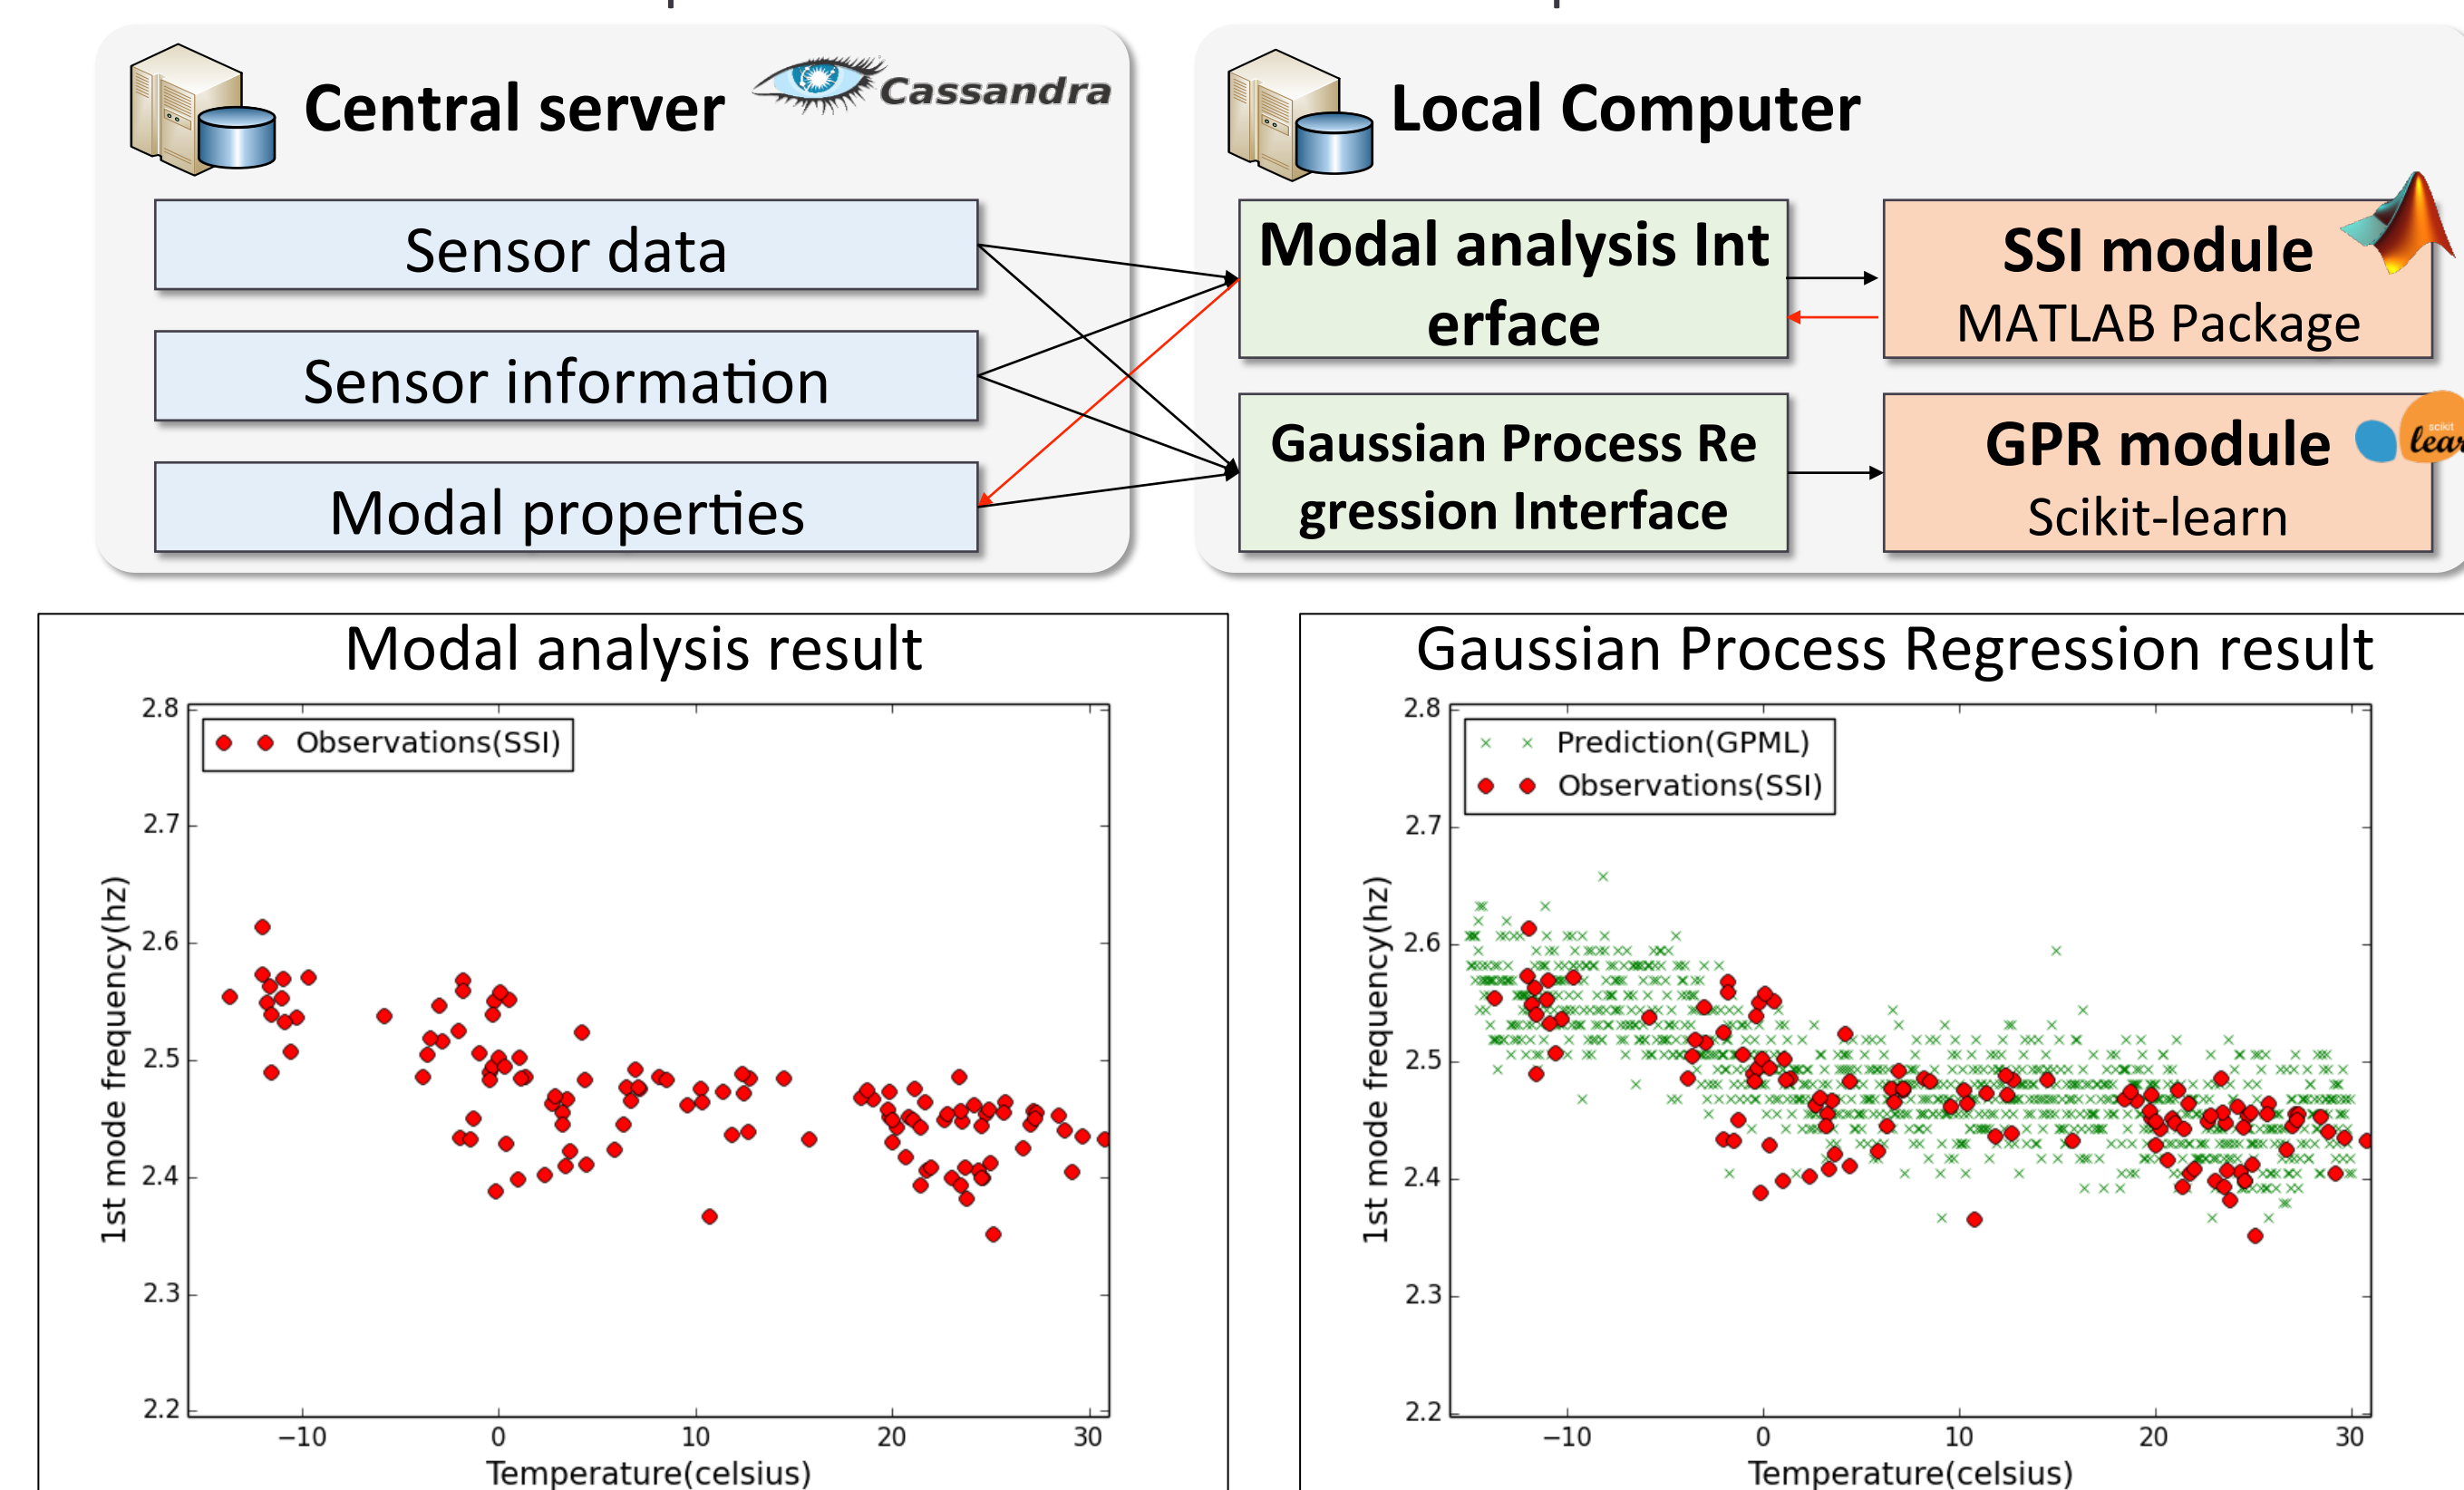 Central server
Cassandra
Local Computer
Sensor data
Sensor information
Modal properties
Modal analysis Int
erface
SSI module
MATLAB Package
Gaussian Process Re
gression Interface
GPR module
Scikit-learn
scikit
Modal analysis result
2.8
2.7
2.6
2.5
2.4
2.3
2.2
1st mode frequency(hz)
Observations(SSI)
−10 0 10 20 30
Temperature(celsius)
Gaussian Process Regression result
2.8
2.7
2.6
2.5
2.4
2.3
2.2
1st mode frequency(hz)
Prediction(GPML)
Observations(SSI)
−10 0 10 20 30
Temperature(celsius)